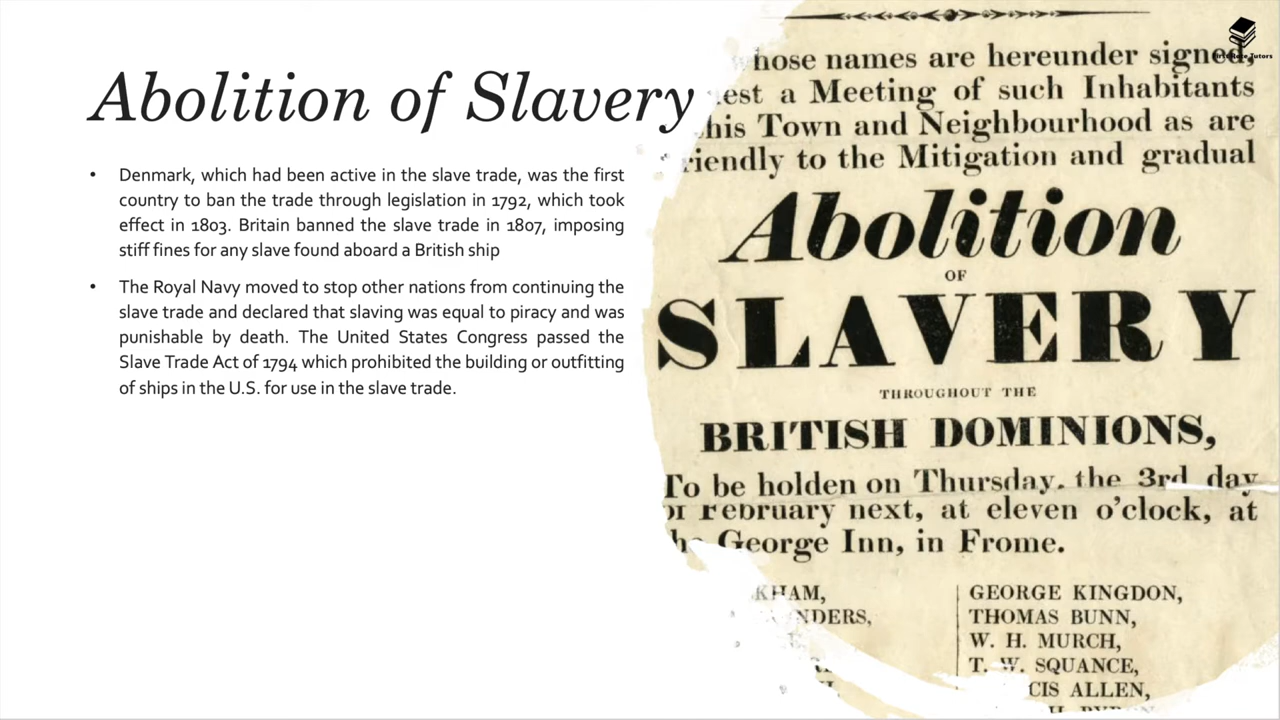 Abolition of Slavery
• Denmark, which had been active in the slave trade, was the first
country to ban the trade through legislation in 1792, which took
effect in 1803. Britain banned the slave trade in 1807, imposing
stiff fines for any slave found aboard a British ship
• The Royal Navy moved to stop other nations from continuing the
slave trade and declared that slaving was equal to piracy and was
punishable by death. The United States Congress passed the
Slave Trade Act of 1794 which prohibited the building or outfitting
of ships in the U.S. for use in the slave trade.
hose names are hereunder signed,
est a Meeting of such Inhabitants
his Town and Neighbourhood as are
riendly to the Mitigation and gradual
Abolition
OF
SLAVERY
THROUGHOUT THE
BRITISH DOMINIONS,
To be holden on Thursday, the 3rd day
of February next, at eleven o'clock, at
George Inn, in Frome.
KHAM,
NDERS,
GEORGE KINGDON,
THOMAS BUNN,
W. H. MURCH,
T. W. SQUANCE,
CIS ALLEN,
Tutors